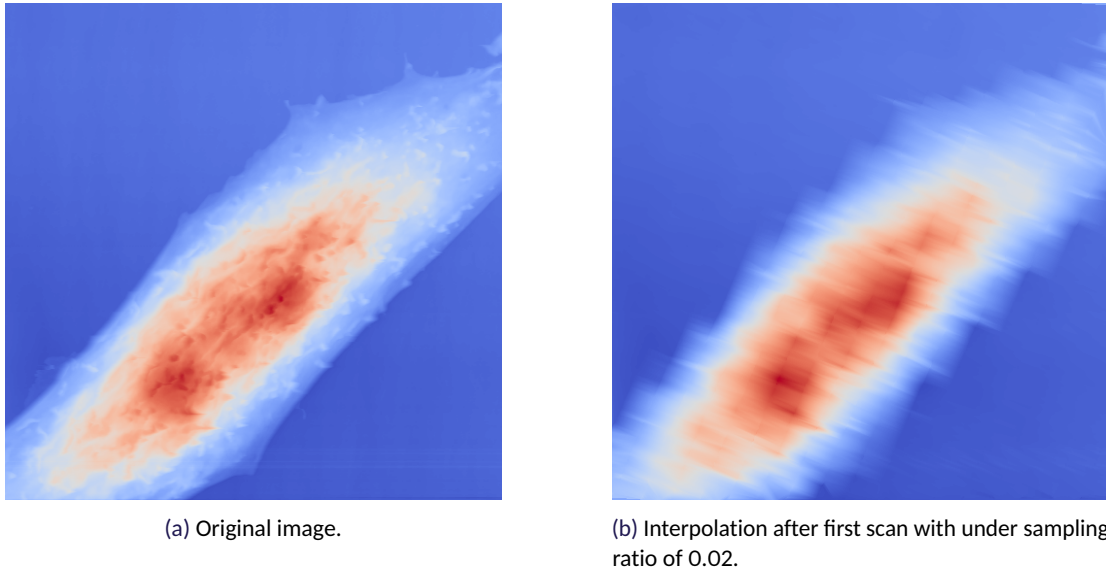 (a) Original image.
(b) Interpolation after first scan with under sampling
ratio of 0.02.